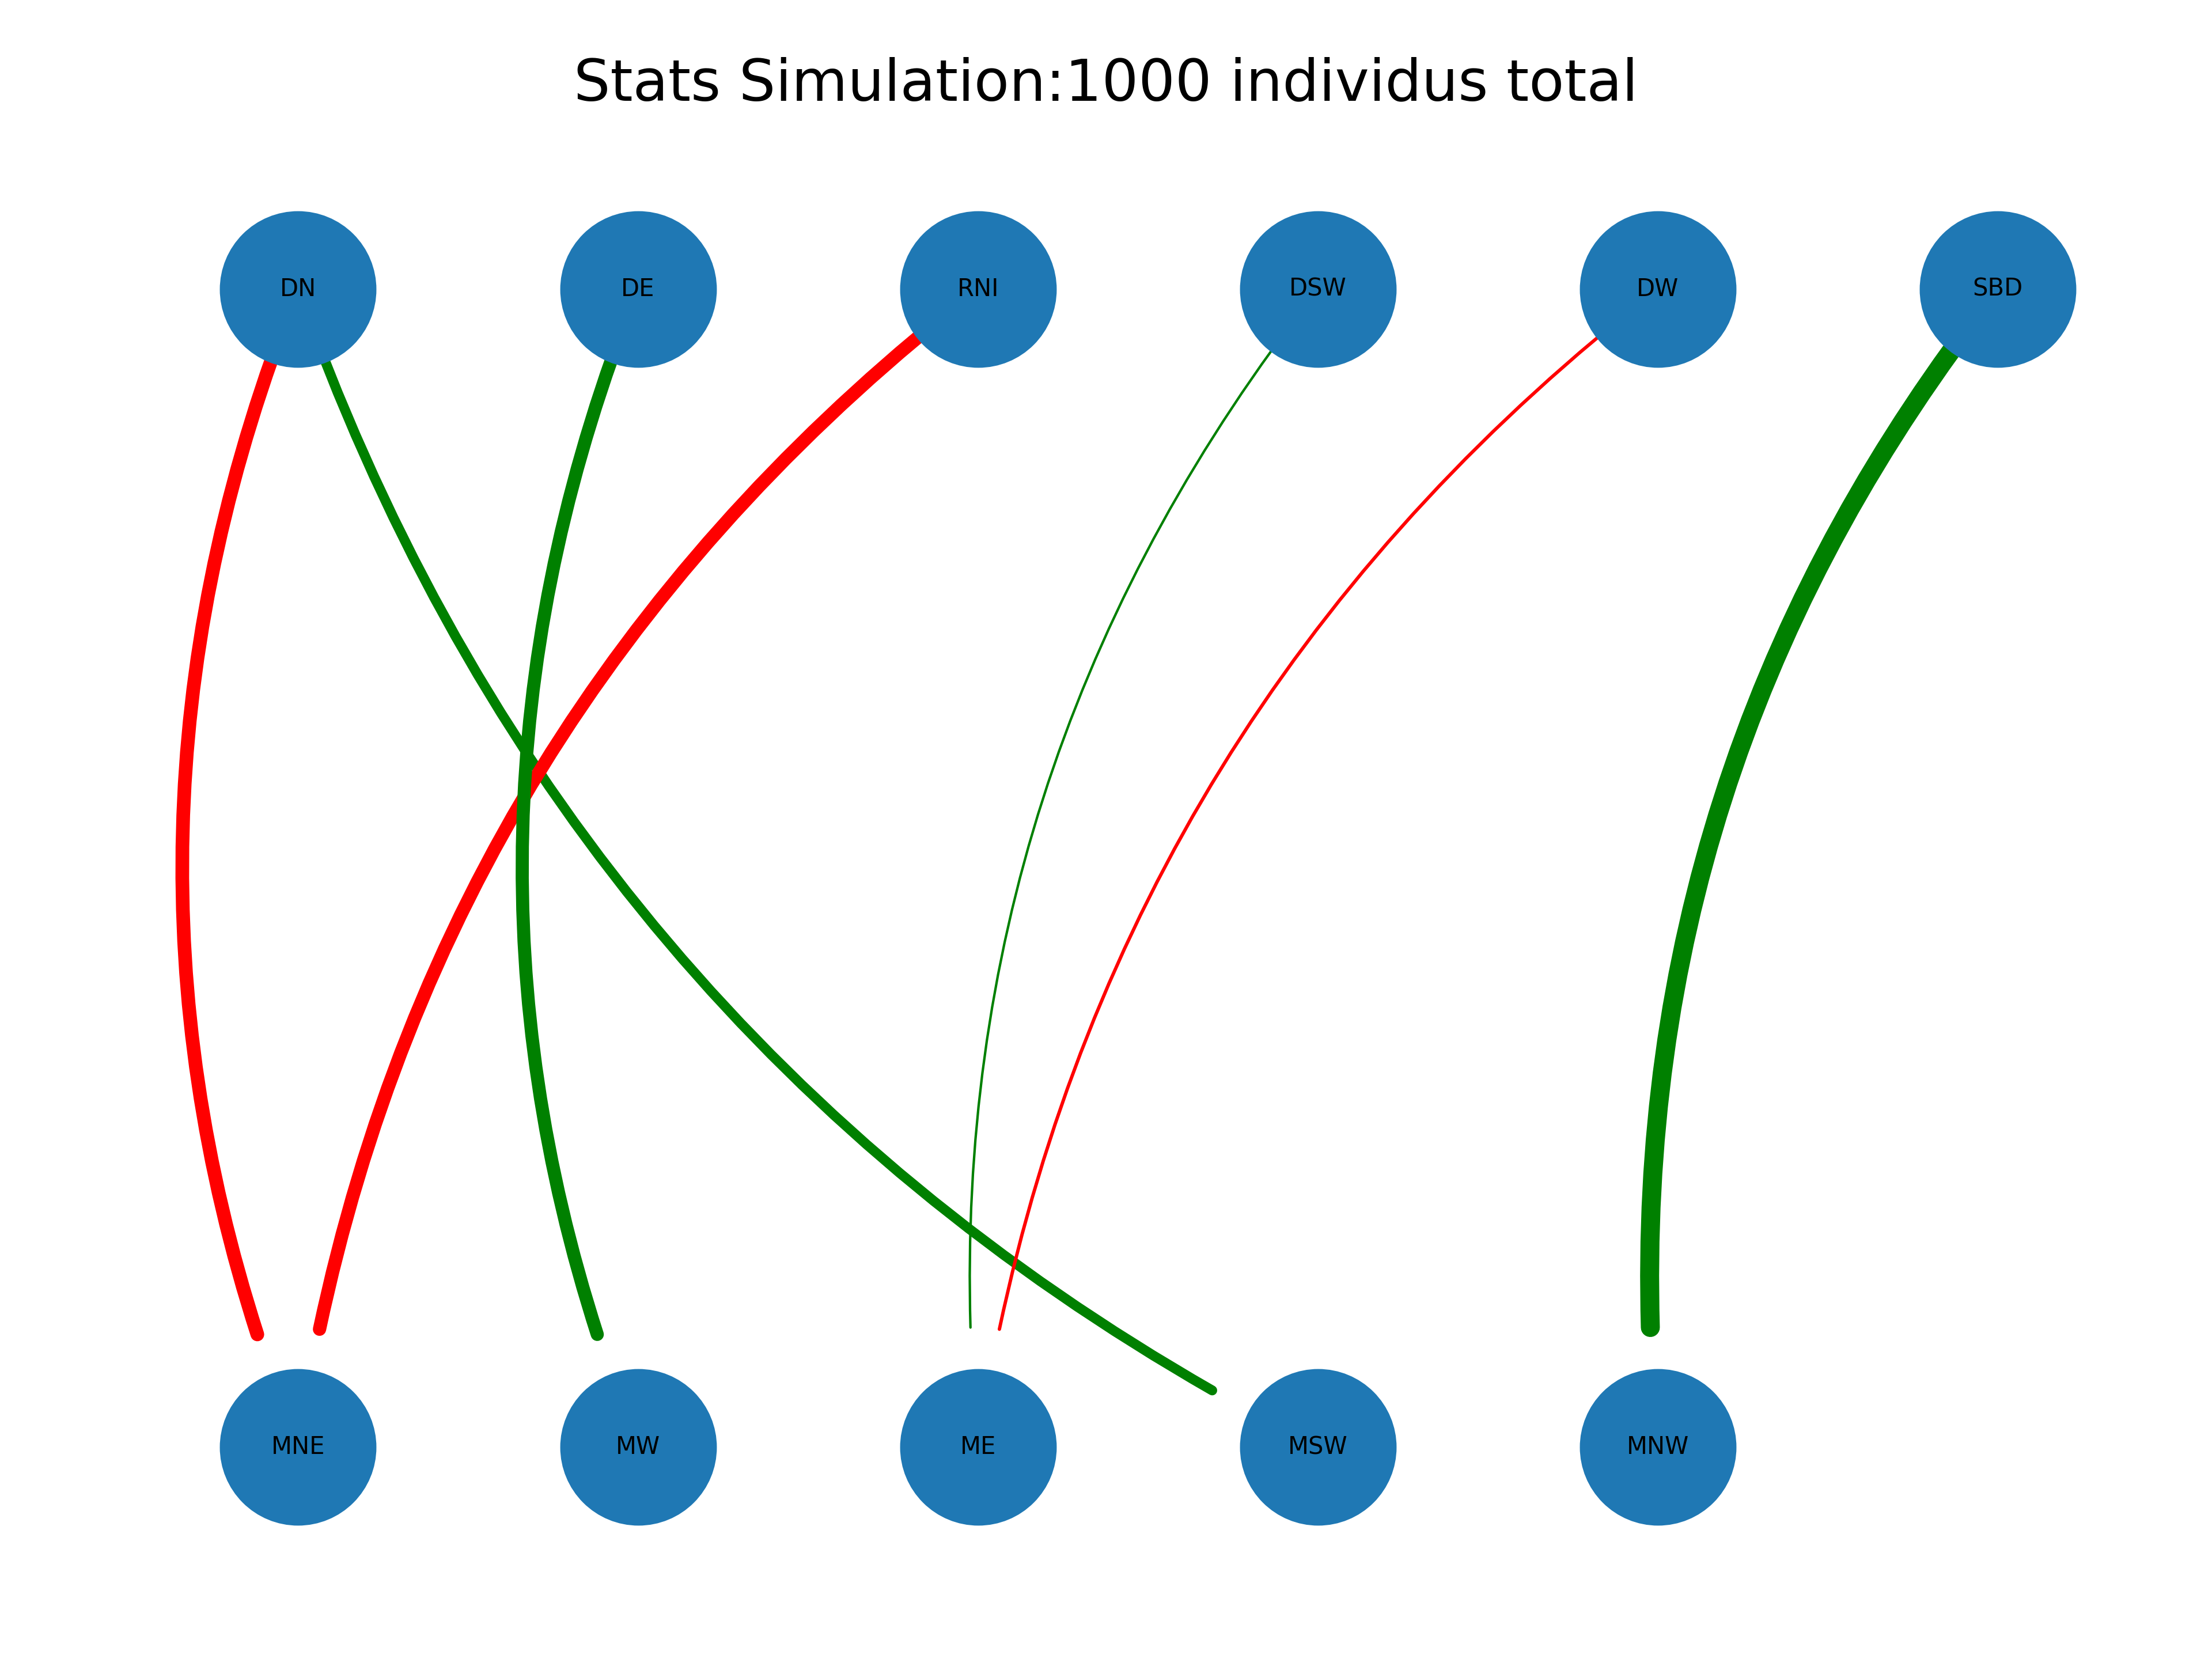 Stats Simulation:1000 individus total
DN
DE
RNI
DSW
DW
SBD
MNE
MW
ME
MSW
MNW